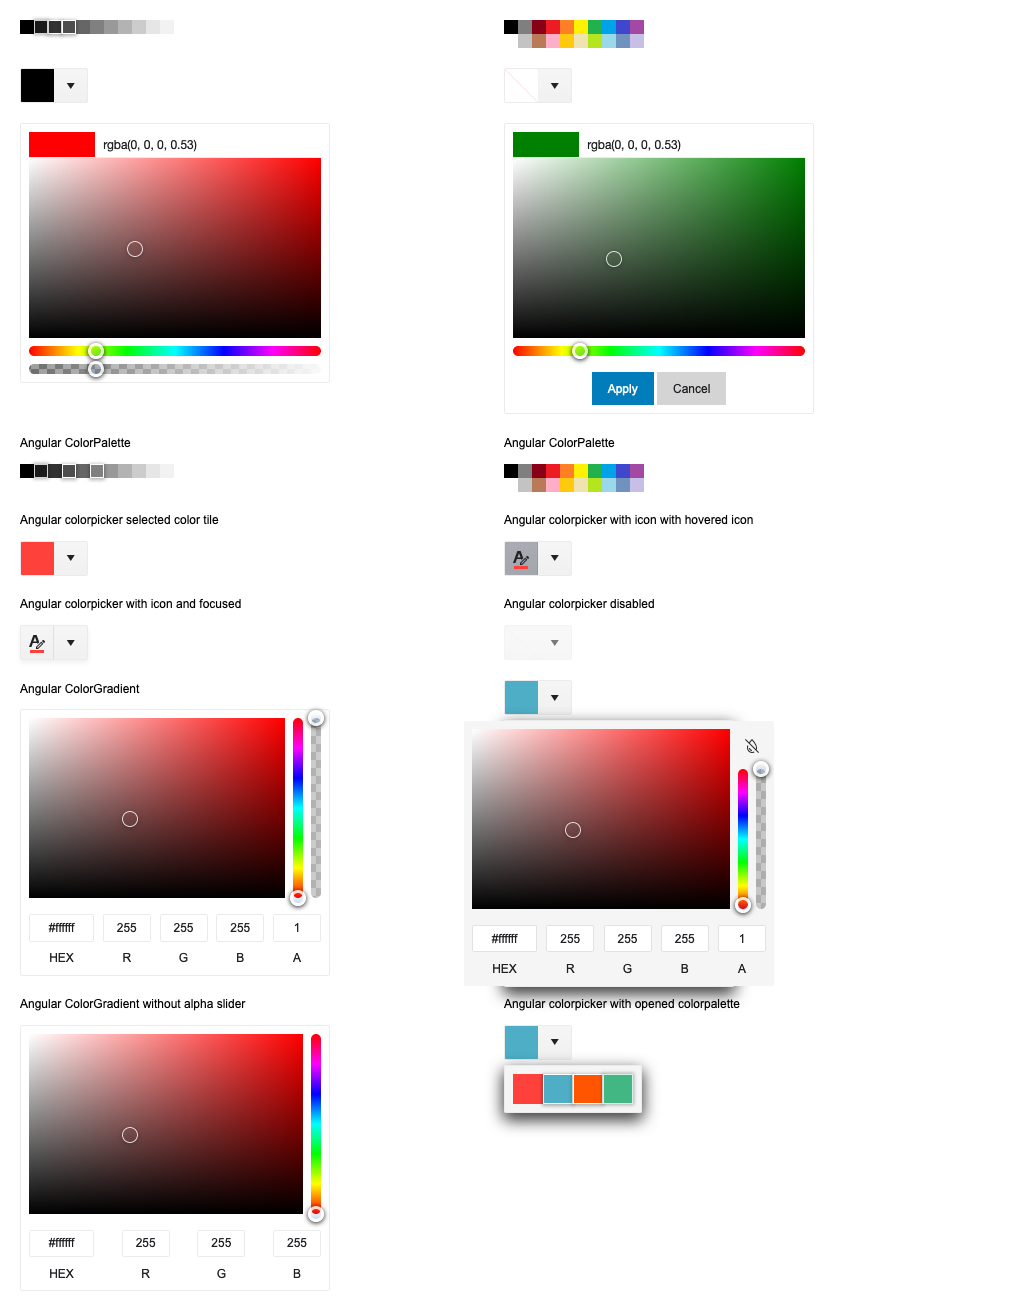 rgba(0, 0, 0, 0.53)
rgba(0, 0, 0, 0.53)
Apply
Cancel
Angular ColorPalette
Angular ColorPalette
Angular colorpicker selected color tile
Angular colorpicker with icon with hovered icon
Angular colorpicker with icon and focused
Angular colorpicker disabled
Angular ColorGradient
#ffffff 255 255 255 1
HEX R G B A
#ffffff 255 255 255 1
HEX R G B A
Angular ColorGradient without alpha slider
Angular colorpicker with opened colorpalette
#ffffff 255 255 255
HEX R G B